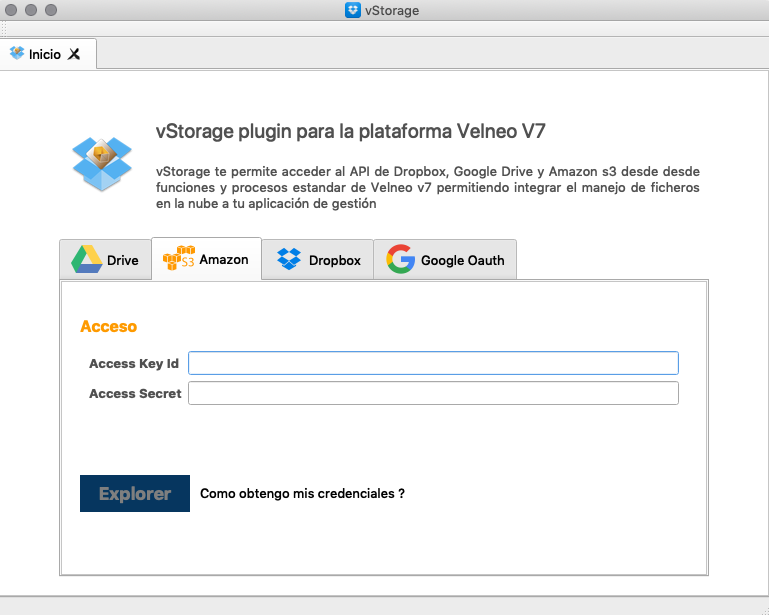 vStorage
Inicio
vStorage plugin para la plataforma Velneo V7
vStorage te permite acceder al API de Dropbox, Google Drive y Amazon s3 desde desde
funciones y procesos estandar de Velneo v7 permitiendo integrar el manejo de ficheros
en la nube a tu aplicación de gestión
Drive
S3 Amazon
Dropbox
Google Oauth
Acceso
Access Key Id
Access Secret
Explorer
Como obtengo mis credenciales ?